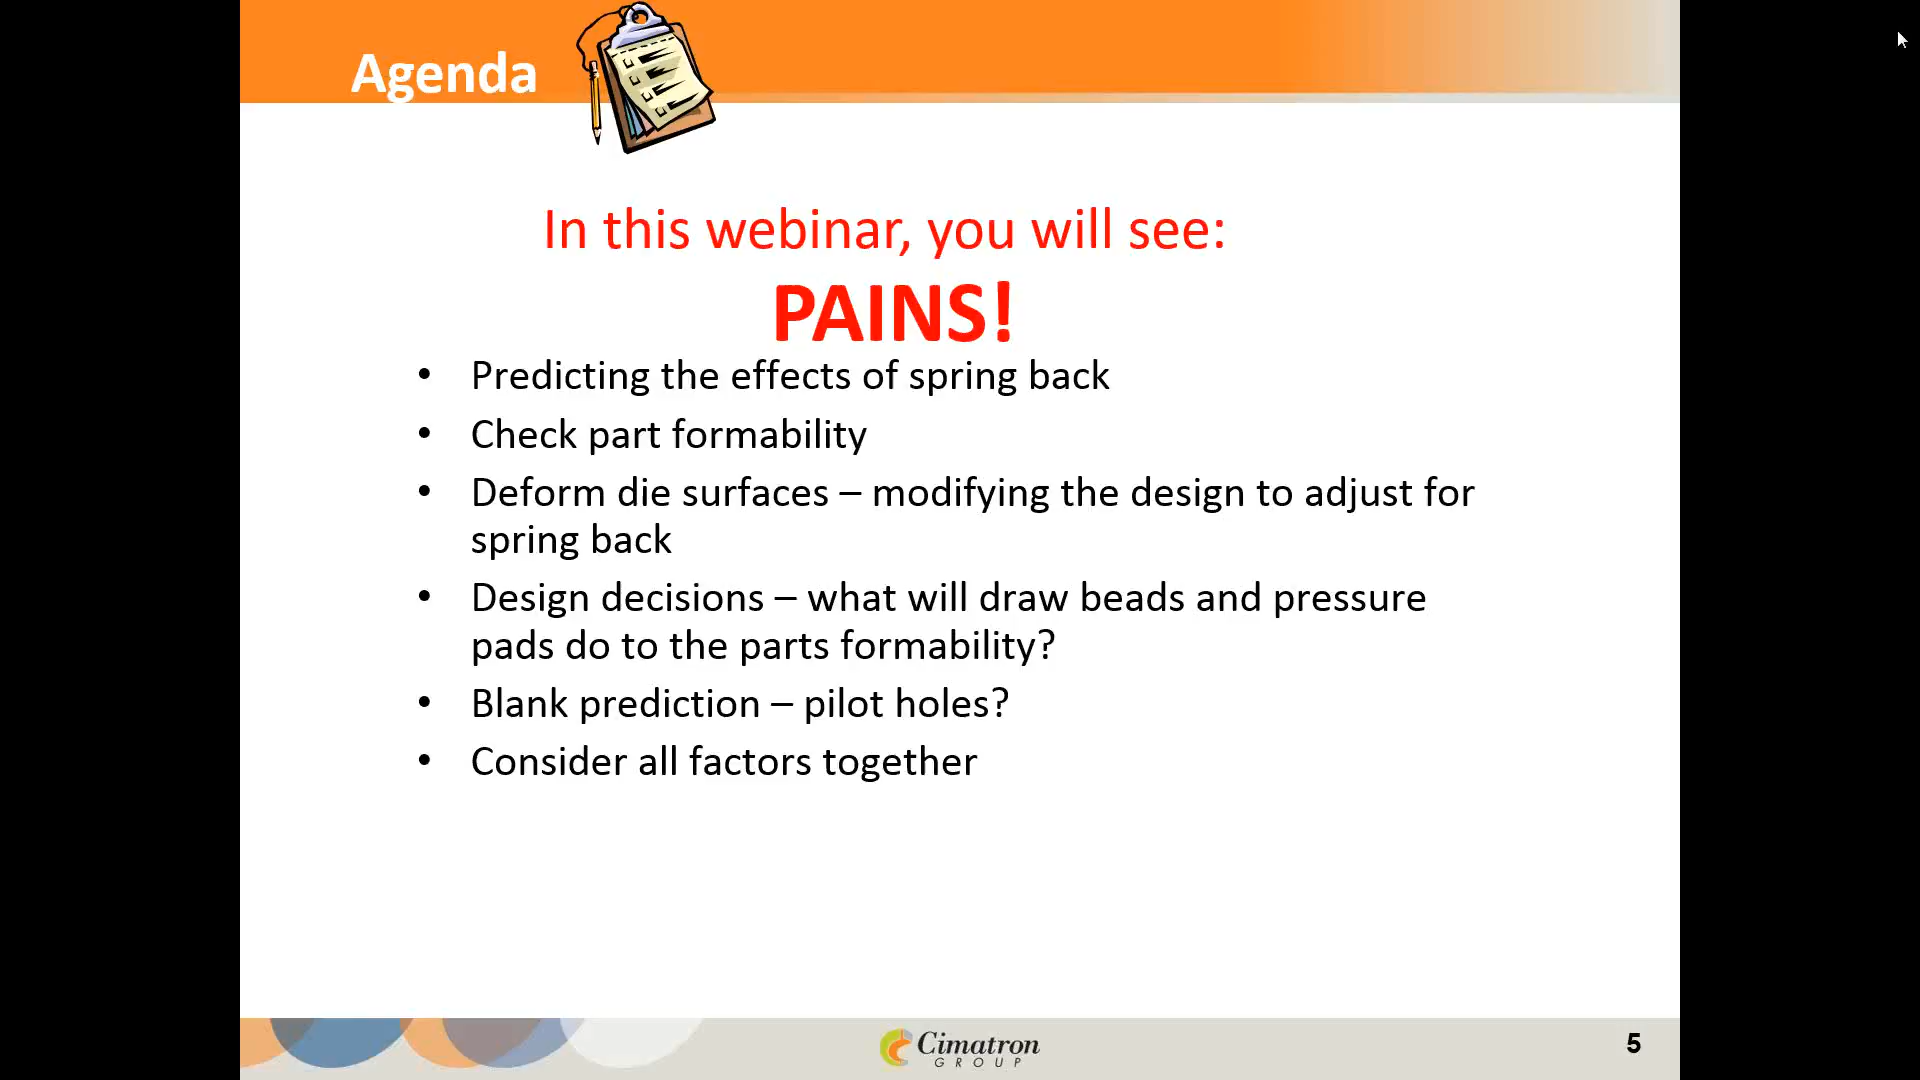 Agenda
In this webinar, you will see:
PAINS!
• Predicting the effects of spring back
• Check part formability
• Deform die surfaces – modifying the design to adjust for
spring back
• Design decisions – what will draw beads and pressure
pads do to the parts formability?
• Blank prediction – pilot holes?
• Consider all factors together
Cimatron
GROUP
5